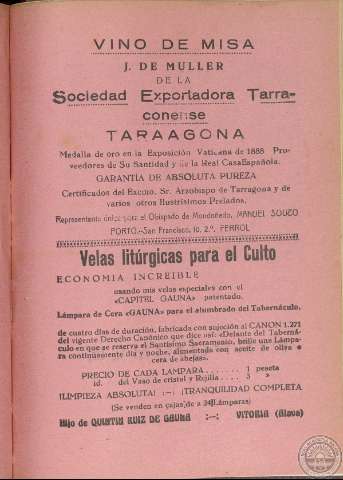 VINO DE MISA
J. DE MULLER
DE LA
Sociedad Exportadora Tarra-
conense
TARAAGONA
Medalla de oro en la Exposición Vaticana de 1888 Pro-
veedores de Su Santidad y de la Real CasaEspañola.
GARANTÍA DE ABSOLUTA PUREZA
Certificados del Excmo. Sr. Arzobispo de Tarragona y de
varios otros Ilustrísimos Prelados.
Representante único para el Obispado de Mondoñedo, MANUEL SOUZO
PORTO.-San Francisco, 10, 2.º, FERROL
Velas litúrgicas para el Culto
ECONOMIA INCREIBLE
usando mis velas especiales con el
«CAPITEL GAUNA» patentado.
Lámpara de Cera «GAUNA» para el alumbrado del Tabernáculo,
de cuatro días de duración, fabricada con sujeción al CANON 1.271
del vigente Derecho Canónico que dice así: «Delante del Tabernáculo
culo en que se reserva el Santísimo Sacramento, brille una Lámpa-
ra continuamente día y noche, alimentada con aceite de oliva o
cera de abejas».
PRECIO DE CADA LAMPARA . . . . . . 1 peseta
id. del Vaso de cristal y Rejilla . . . . 3 »
¡LIMPIEZA ABSOLUTA! :—: ¡TRANQUILIDAD COMPLETA
(Se venden en cajas de a 24 Lámparas)
Hijo de QUINTIN RUIZ DE GAUNA :—: VITORIA (Alava)